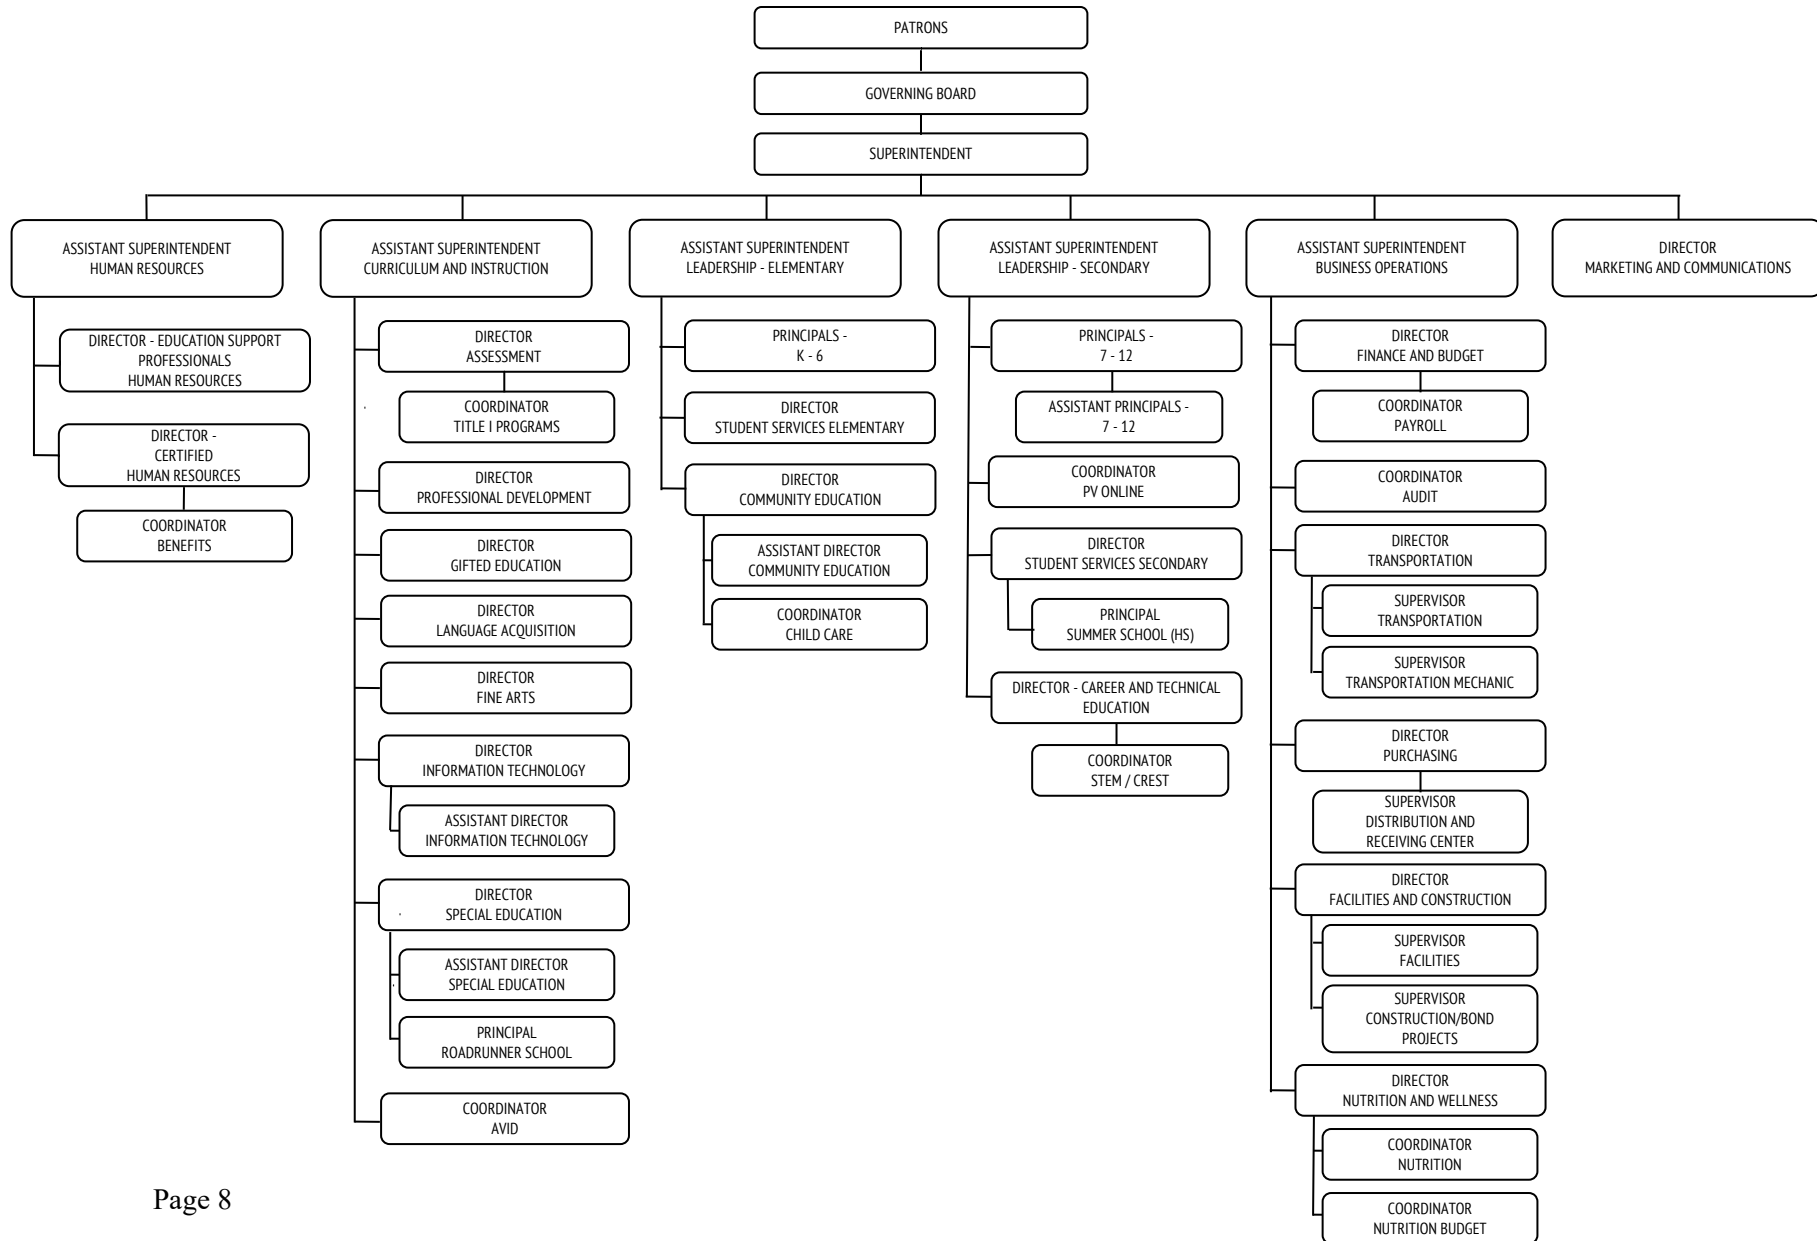 PATRONS
GOVERNING BOARD
SUPERINTENDENT
ASSISTANT SUPERINTENDENT
HUMAN RESOURCES
DIRECTOR - EDUCATION SUPPORT
PROFESSIONALS
HUMAN RESOURCES
DIRECTOR -
CERTIFIED
HUMAN RESOURCES
COORDINATOR
BENEFITS
ASSISTANT SUPERINTENDENT
CURRICULUM AND INSTRUCTION
DIRECTOR
ASSESSMENT
COORDINATOR
TITLE I PROGRAMS
DIRECTOR
PROFESSIONAL DEVELOPMENT
DIRECTOR
GIFTED EDUCATION
DIRECTOR
LANGUAGE ACQUISITION
DIRECTOR
FINE ARTS
DIRECTOR
INFORMATION TECHNOLOGY
ASSISTANT DIRECTOR
INFORMATION TECHNOLOGY
DIRECTOR
SPECIAL EDUCATION
ASSISTANT DIRECTOR
SPECIAL EDUCATION
PRINCIPAL
ROADRUNNER SCHOOL
COORDINATOR
AVID
ASSISTANT SUPERINTENDENT
LEADERSHIP - ELEMENTARY
PRINCIPALS -
K - 6
DIRECTOR
STUDENT SERVICES ELEMENTARY
DIRECTOR
COMMUNITY EDUCATION
ASSISTANT DIRECTOR
COMMUNITY EDUCATION
COORDINATOR
CHILD CARE
ASSISTANT SUPERINTENDENT
LEADERSHIP - SECONDARY
PRINCIPALS -
7 - 12
ASSISTANT PRINCIPALS -
7 - 12
COORDINATOR
PV ONLINE
DIRECTOR
STUDENT SERVICES SECONDARY
PRINCIPAL
SUMMER SCHOOL (HS)
DIRECTOR - CAREER AND TECHNICAL
EDUCATION
COORDINATOR
STEM / CREST
ASSISTANT SUPERINTENDENT
BUSINESS OPERATIONS
DIRECTOR
FINANCE AND BUDGET
COORDINATOR
PAYROLL
COORDINATOR
AUDIT
DIRECTOR
TRANSPORTATION
SUPERVISOR
TRANSPORTATION
SUPERVISOR
TRANSPORTATION MECHANIC
DIRECTOR
PURCHASING
SUPERVISOR
DISTRIBUTION AND
RECEIVING CENTER
DIRECTOR
FACILITIES AND CONSTRUCTION
SUPERVISOR
FACILITIES
SUPERVISOR
CONSTRUCTION/BOND
PROJECTS
DIRECTOR
NUTRITION AND WELLNESS
COORDINATOR
NUTRITION
COORDINATOR
NUTRITION BUDGET
DIRECTOR
MARKETING AND COMMUNICATIONS
Page 8